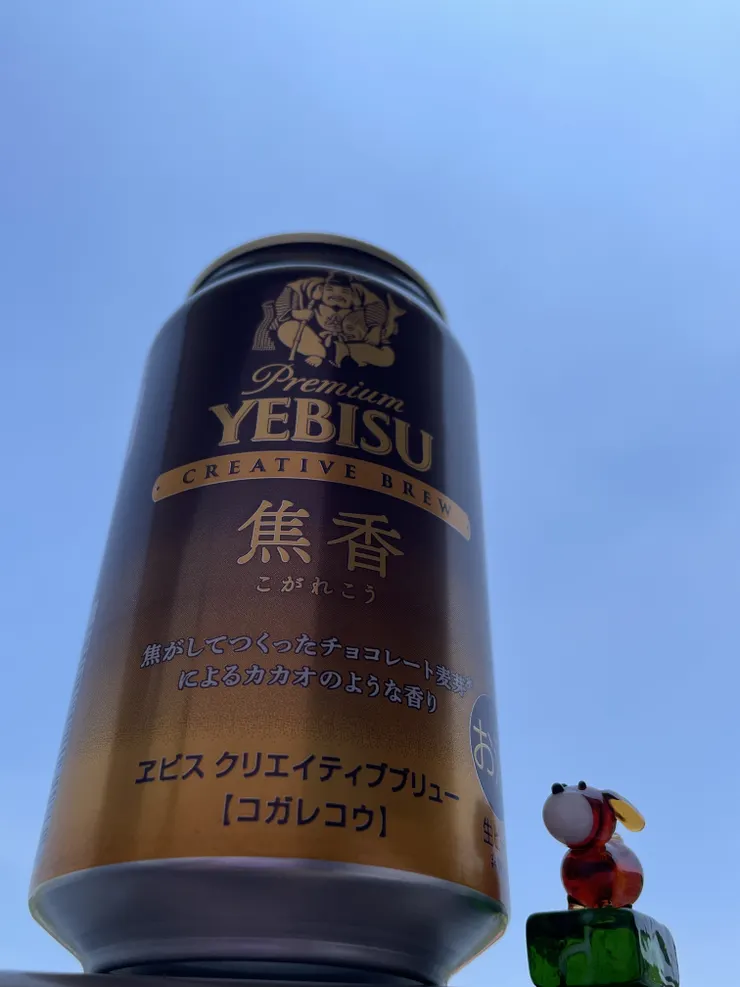 Premium
YEBISU
CREATIVE BREW
焦香
こがれこう
焦がしてつくったチョコレート麦芽*
によるカカオのような香り
お
ヱビス クリエイティブブリュー
【コガレコウ】
生ビ